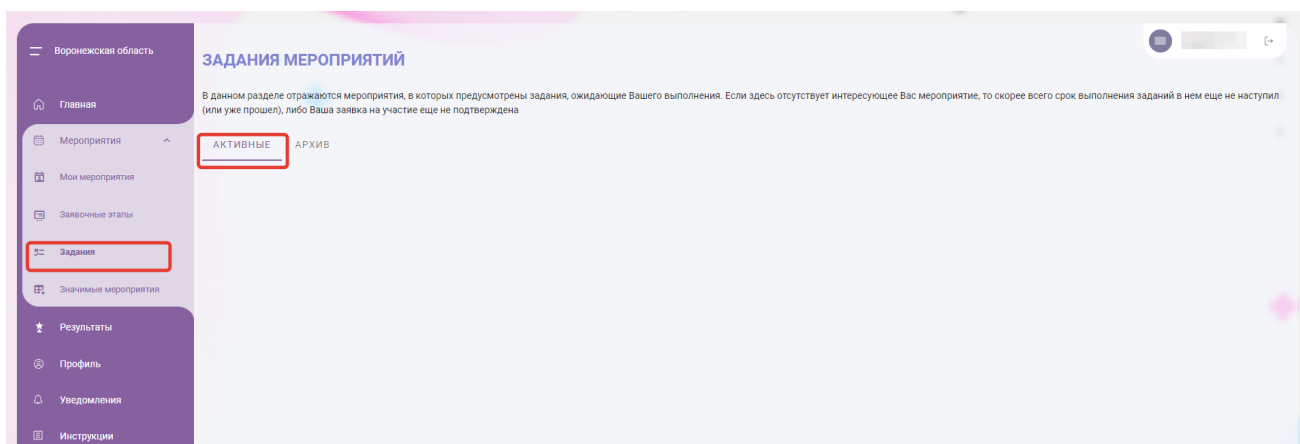 Воронежская область
Главная
Мероприятия
Мои мероприятия
Заявочные этапы
Задания
Значимые мероприятия
Результаты
Профиль
Уведомления
Инструкции
ЗАДАНИЯ МЕРОПРИЯТИЙ
В данном разделе отражаются мероприятия, в которых предусмотрены задания, ожидающие Вашего выполнения. Если здесь отсутствует интересующее Вас мероприятие, то скорее всего срок выполнения заданий в нем еще не наступил
(или уже прошел), либо Ваша заявка на участие еще не подтверждена
АКТИВНЫЕ АРХИВ